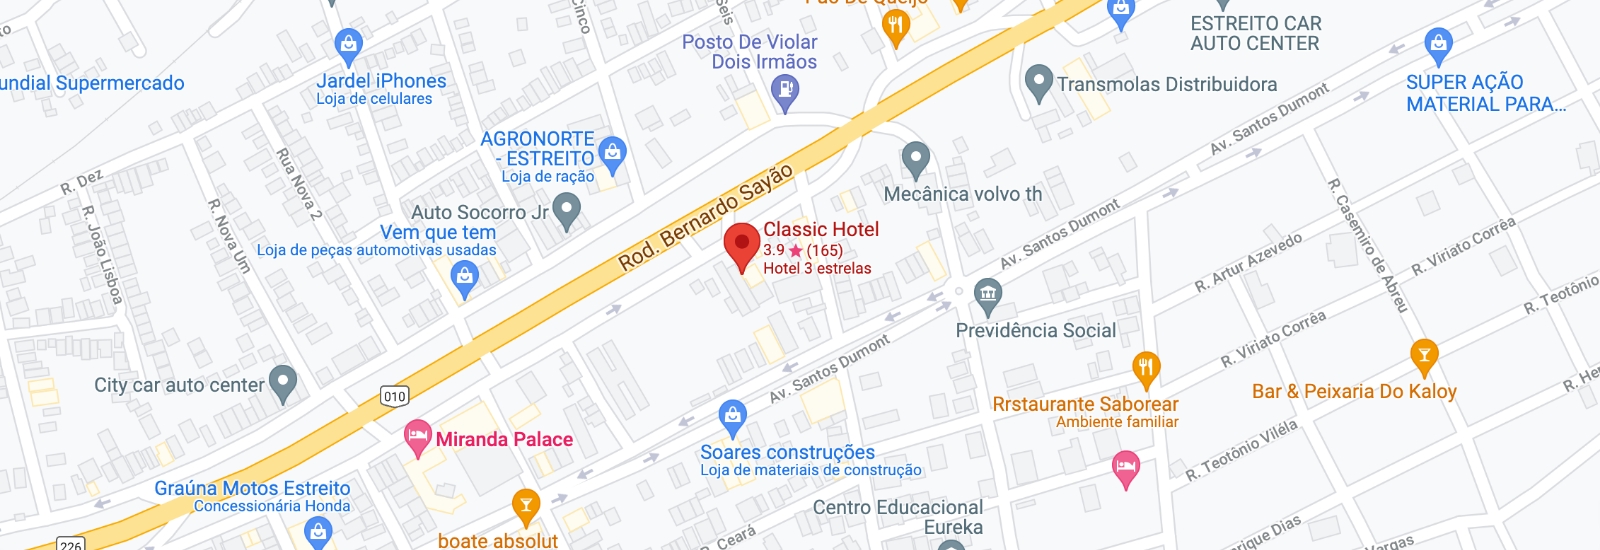 Seis
Cinco
Pão De Queijo
ESTREITO CAR
AUTO CENTER
Posto De Violar
Dois Irmãos
Jardel iPhones
Loja de celulares
Supermercado
Transmolas Distribuidora
SUPER AÇÃO
MATERIAL PARA...
Av. Santos Dumont
AGRONORTE
- ESTREITO
Loja de ração
R. Dez
Rua Nova 2
Mecânica volvo th
Rod. Bernardo Sayão
Auto Socorro Jr
Vem que tem
Loja de peças automotivas usadas
R. João Lisboa
R. Nova Um
Classic Hotel
3.9 ★ (165)
Hotel 3 estrelas
Av. Santos Dumont
R. Casemiro de Abreu
R. Artur Azevedo
R. Viriato Corrêa
R. Teotônio
Previdência Social
R. Viriato Corrêa
Av. Santos Dumont
City car auto center
010
Rrstaurante Saborear
Ambiente familiar
Bar & Peixaria Do Kaloy
Miranda Palace
Soares construções
Loja de materiais de construção
R. Teotônio Viléla
Graúna Motos Estreito
Concessionária Honda
Centro Educacional
Eureka
boate absolut
R. Ceará
Dias
Vargas
226